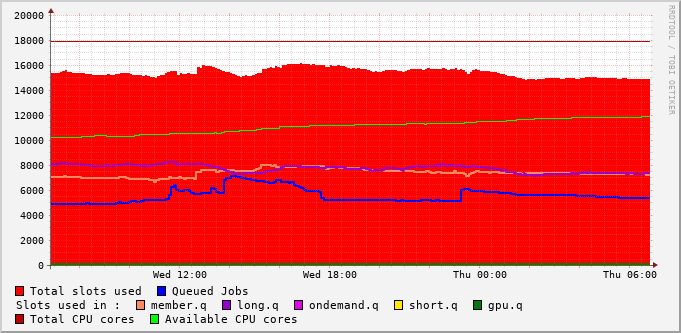 20000
18000
16000
14000
12000
10000
8000
6000
4000
2000
0
Wed 12:00 Wed 18:00 Thu 00:00 Thu 06:00
RRDTOOL / TOBI OETIKER
Total slots used Queued Jobs
Slots used in : member.q long.q ondemand.q short.q gpu.q
Total CPU cores Available CPU cores